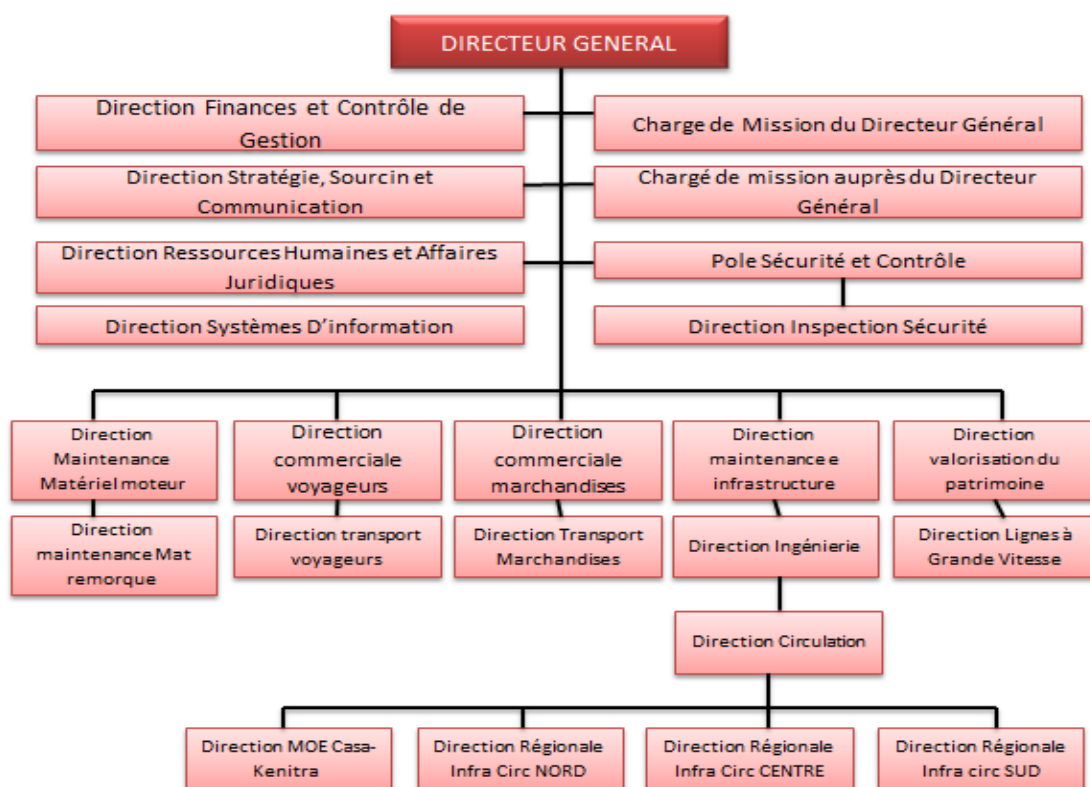 DIRECTEUR GENERAL
Direction Finances et Contrôle de
Gestion
Charge de Mission du Directeur Général
Direction Stratégie, Sourcin et
Communication
Chargé de mission auprès du Directeur
Général
Direction Ressources Humaines et Affaires
Juridiques
Pole Sécurité et Contrôle
Direction Systèmes D'information
Direction Inspection Sécurité
Direction
Maintenance
Matériel moteur
Direction
commerciale
voyageurs
Direction
commerciale
marchandises
Direction
maintenance e
infrastructure
Direction
valorisation du
patrimoine
Direction
maintenance Mat
remorque
Direction transport
voyageurs
Direction Transport
Marchandises
Direction Ingénierie
Direction Lignes à
Grande Vitesse
Direction Circulation
Direction MOE Casa-
Kenitra
Direction Régionale
Infra Circ NORD
Direction Régionale
Infra Circ CENTRE
Direction Régionale
Infra circ SUD